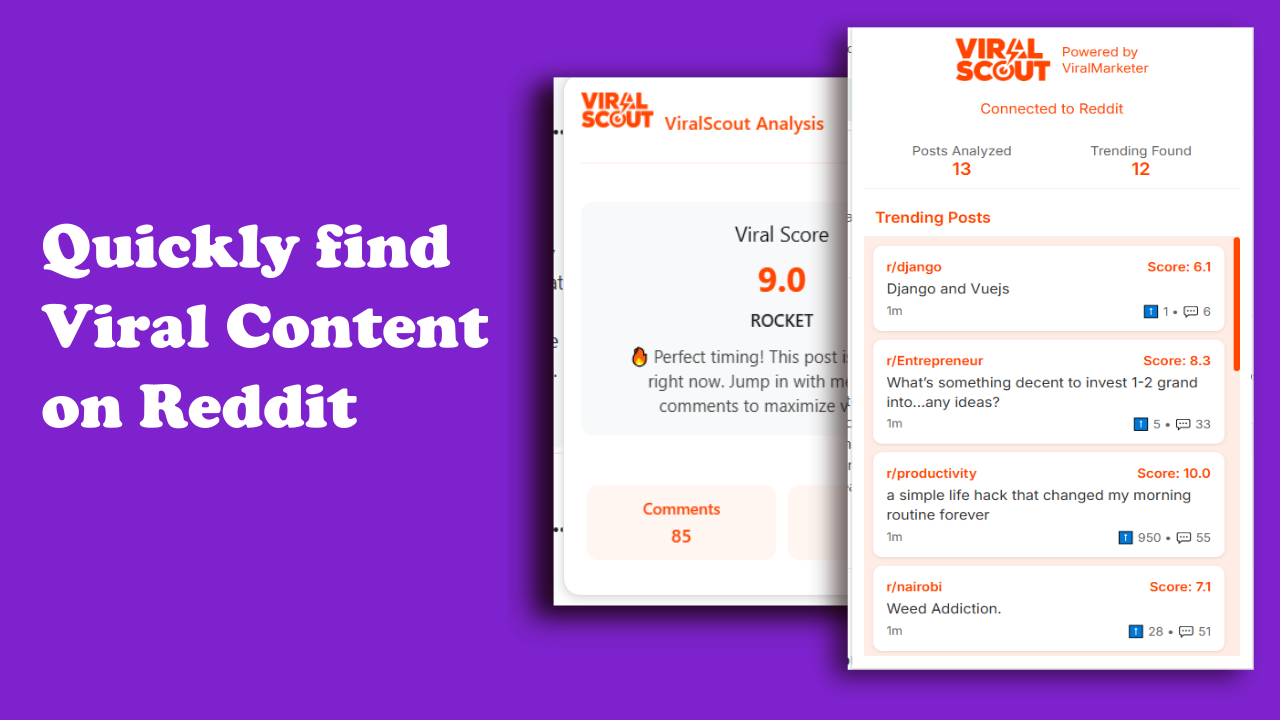 Quickly find
Viral Content
on Reddit
VIRAL
SCOUT
ViralScout Analysis
Viral Score
9.0
ROCKET
🔥 Perfect timing! This post
right now. Jump in with
comments to maximize
Comments
85
VIRAL
SCOUT
Powered by
ViralMarketer
Connected to Reddit
Posts Analyzed
13
Trending Found
12
Trending Posts
r/django Score: 6.1
Django and Vuejs
1m ⬆ 1 • 💬 6
r/Entrepreneur Score: 8.3
What's something decent to invest 1-2 grand
into...any ideas?
1m ⬆ 5 • 💬 33
r/productivity Score: 10.0
a simple life hack that changed my morning
routine forever
1m ⬆ 950 • 💬 55
r/nairobi Score: 7.1
Weed Addiction.
1m ⬆ 28 • 💬 51